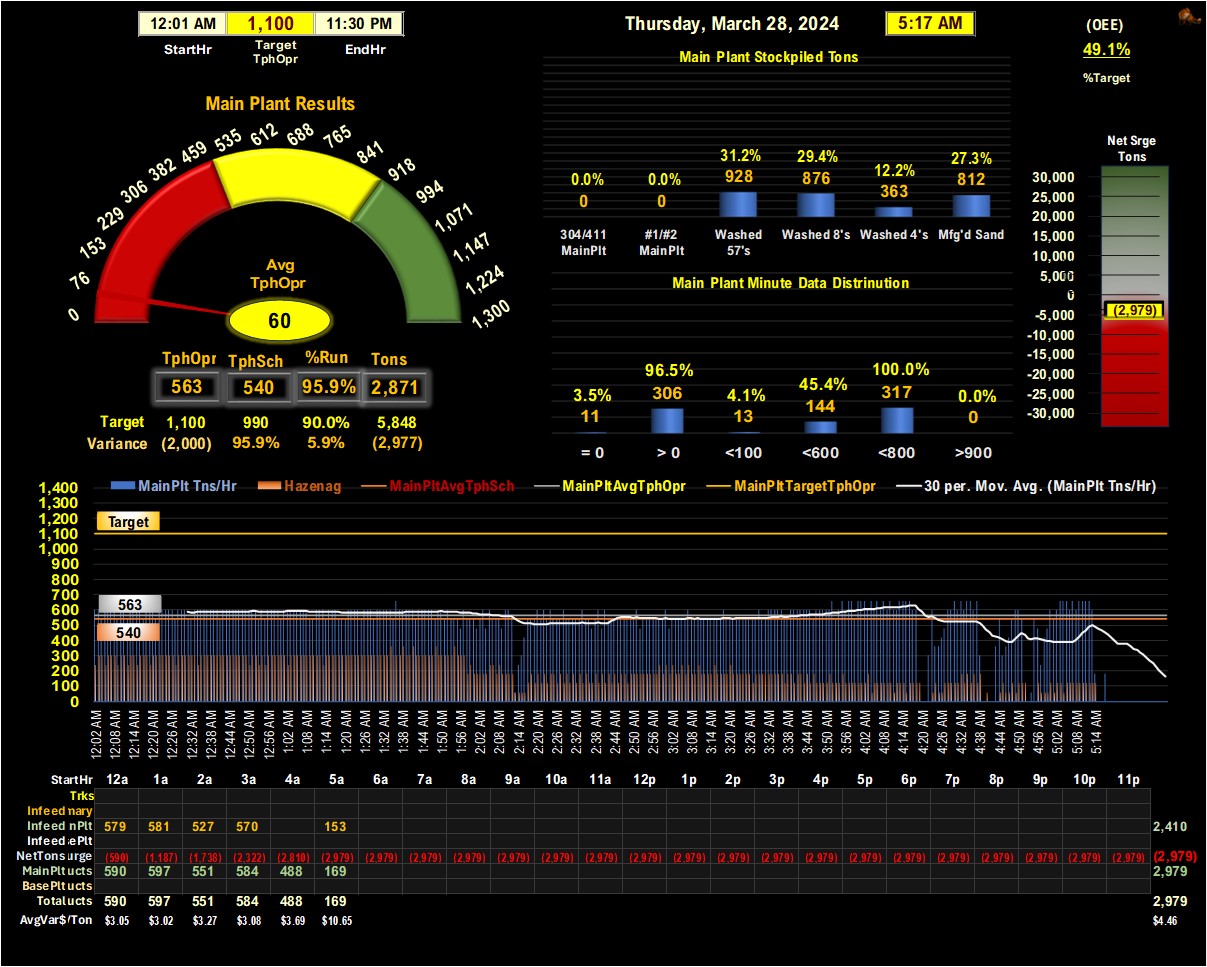 12:01 AM 1,100 11:30 PM
StartHr Target TphOpr EndHr
Thursday, March 28, 2024 5:17 AM
(OEE)
49.1%
%Target
Main Plant Results
0 76 153 229 306 382 459 535 612 688 765 841 918 994 1,071 1,147 1,224 1,300
Avg
TphOpr
60
TphOpr TphSch %Run Tons
563 540 95.9% 2,871
Target 1,100 990 90.0% 5,848
Variance (2,000) 95.9% 5.9% (2,977)
Main Plant Stockpiled Tons
0.0% 0.0% 31.2% 29.4% 12.2% 27.3%
0 0 928 876 363 812
304/411 MainPlt #1/#2 MainPlt Washed 57's Washed 8's Washed 4's Mfg'd Sand
Main Plant Minute Data Distrinution
3.5% 96.5% 4.1% 45.4% 100.0% 0.0%
11 306 13 144 317 0
= 0 > 0 <100 <600 <800 >900
Net Srge
Tons
30,000
25,000
20,000
15,000
10,000
5,000
0
(2,979)
-5,000
-10,000
-15,000
-20,000
-25,000
-30,000
MainPlt Tns/Hr Hazenag MainPltAvgTphSch MainPltAvgTphOpr MainPltTargetTphOpr 30 per. Mov. Avg. (MainPlt Tns/Hr)
1,400
1,300
1,200
1,100
1,000
900
800
700
600
500
400
300
200
100
0
Target
563
540
12:02 AM 12:08 AM 12:14 AM 12:20 AM 12:26 AM 12:32 AM 12:38 AM 12:44 AM 12:50 AM 12:56 AM 1:02 AM 1:08 AM 1:14 AM 1:20 AM 1:26 AM 1:32 AM 1:38 AM 1:44 AM 1:50 AM 1:56 AM 2:02 AM 2:08 AM 2:14 AM 2:20 AM 2:26 AM 2:32 AM 2:38 AM 2:44 AM 2:50 AM 2:56 AM 3:02 AM 3:08 AM 3:14 AM 3:20 AM 3:26 AM 3:32 AM 3:38 AM 3:44 AM 3:50 AM 3:56 AM 4:02 AM 4:08 AM 4:14 AM 4:20 AM 4:26 AM 4:32 AM 4:38 AM 4:44 AM 4:50 AM 4:56 AM 5:02 AM 5:08 AM 5:14 AM
StartHr 12a 1a 2a 3a 4a 5a 6a 7a 8a 9a 10a 11a 12p 1p 2p 3p 4p 5p 6p 7p 8p 9p 10p 11p
Trks
Infeed nary
Infeed nPlt 579 581 527 570 153 2,410
Infeed ePlt
NetTons urge (590) (1,187) (1,738) (2,322) (2,810) (2,979) (2,979) (2,979) (2,979) (2,979) (2,979) (2,979) (2,979) (2,979) (2,979) (2,979) (2,979) (2,979) (2,979) (2,979) (2,979) (2,979) (2,979) (2,979) (2,979)
MainPlt ucts 590 597 551 584 488 169 2,979
BasePlt ucts
Total ucts 590 597 551 584 488 169 2,979
AvgVar$/Ton $3.05 $3.02 $3.27 $3.08 $3.69 $10.65 $4.46